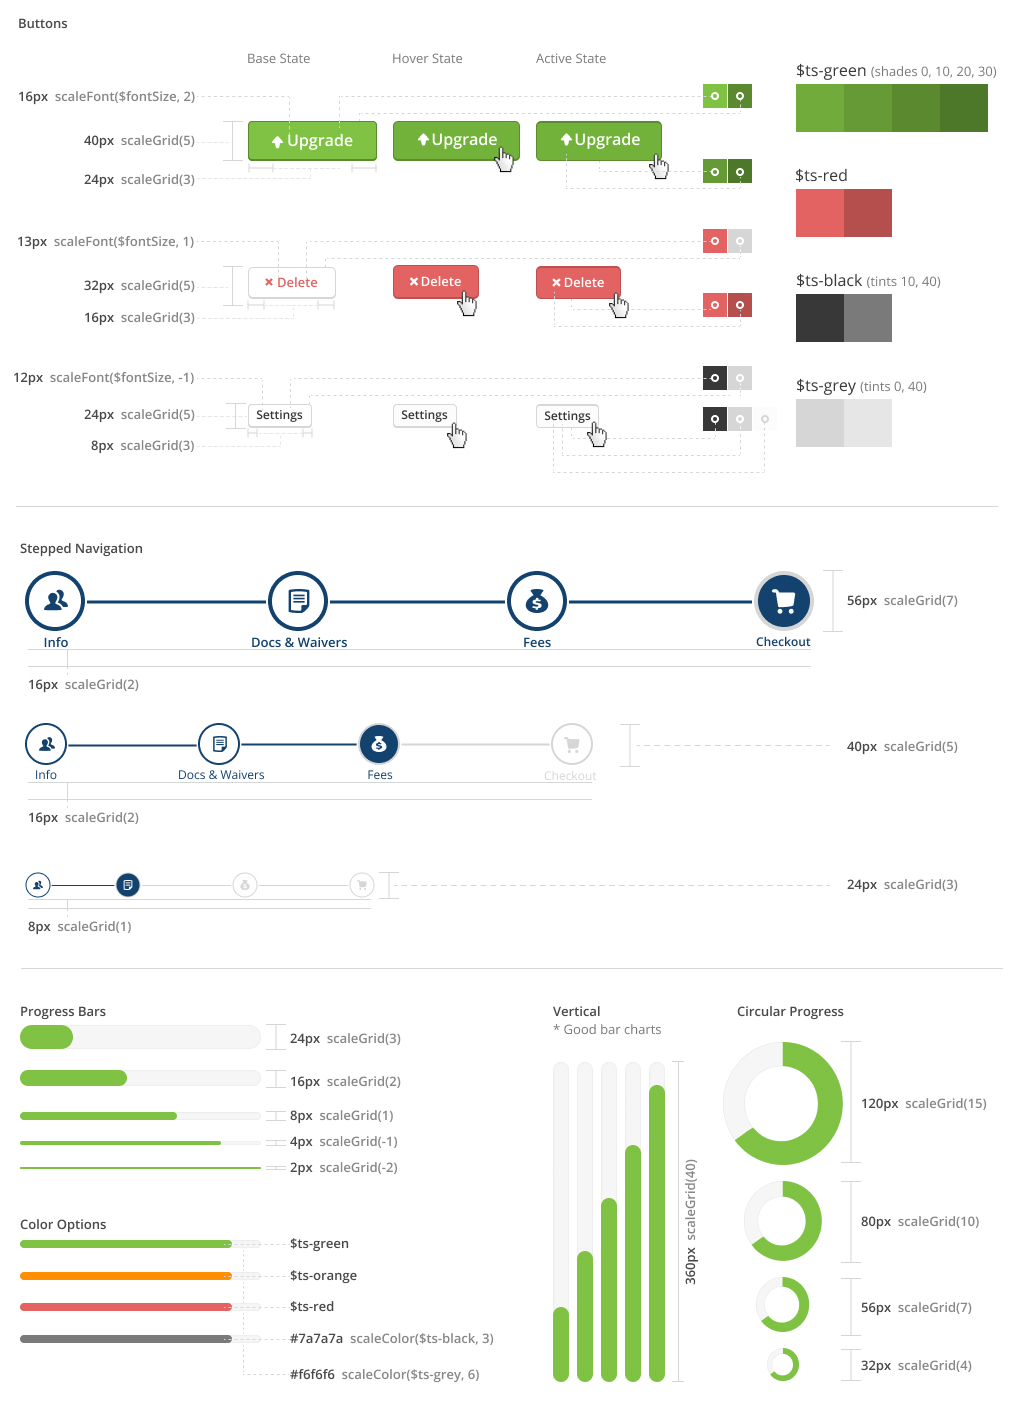 Buttons
Base State
Hover State
Active State
$ts-green (shades 0, 10, 20, 30)
16px scaleFont($fontSize, 2)
40px scaleGrid(5)
Upgrade
Upgrade
Upgrade
24px scaleGrid(3)
$ts-red
13px scaleFont($fontSize, 1)
32px scaleGrid(5)
Delete
Delete
Delete
$ts-black (tints 10, 40)
16px scaleGrid(3)
12px scaleFont($fontSize, -1)
$ts-grey (tints 0, 40)
24px scaleGrid(5)
Settings
Settings
Settings
8px scaleGrid(3)
Stepped Navigation
56px scaleGrid(7)
Info
Docs & Waivers
Fees
Checkout
16px scaleGrid(2)
40px scaleGrid(5)
Info
Docs & Waivers
Fees
Checkout
16px scaleGrid(2)
24px scaleGrid(3)
8px scaleGrid(1)
Progress Bars
24px scaleGrid(3)
16px scaleGrid(2)
8px scaleGrid(1)
4px scaleGrid(-1)
2px scaleGrid(-2)
Color Options
$ts-green
$ts-orange
$ts-red
#7a7a7a scaleColor($ts-black, 3)
#f6f6f6 scaleColor($ts-grey, 6)
Vertical
* Good bar charts
360px scaleGrid(40)
Circular Progress
120px scaleGrid(15)
80px scaleGrid(10)
56px scaleGrid(7)
32px scaleGrid(4)